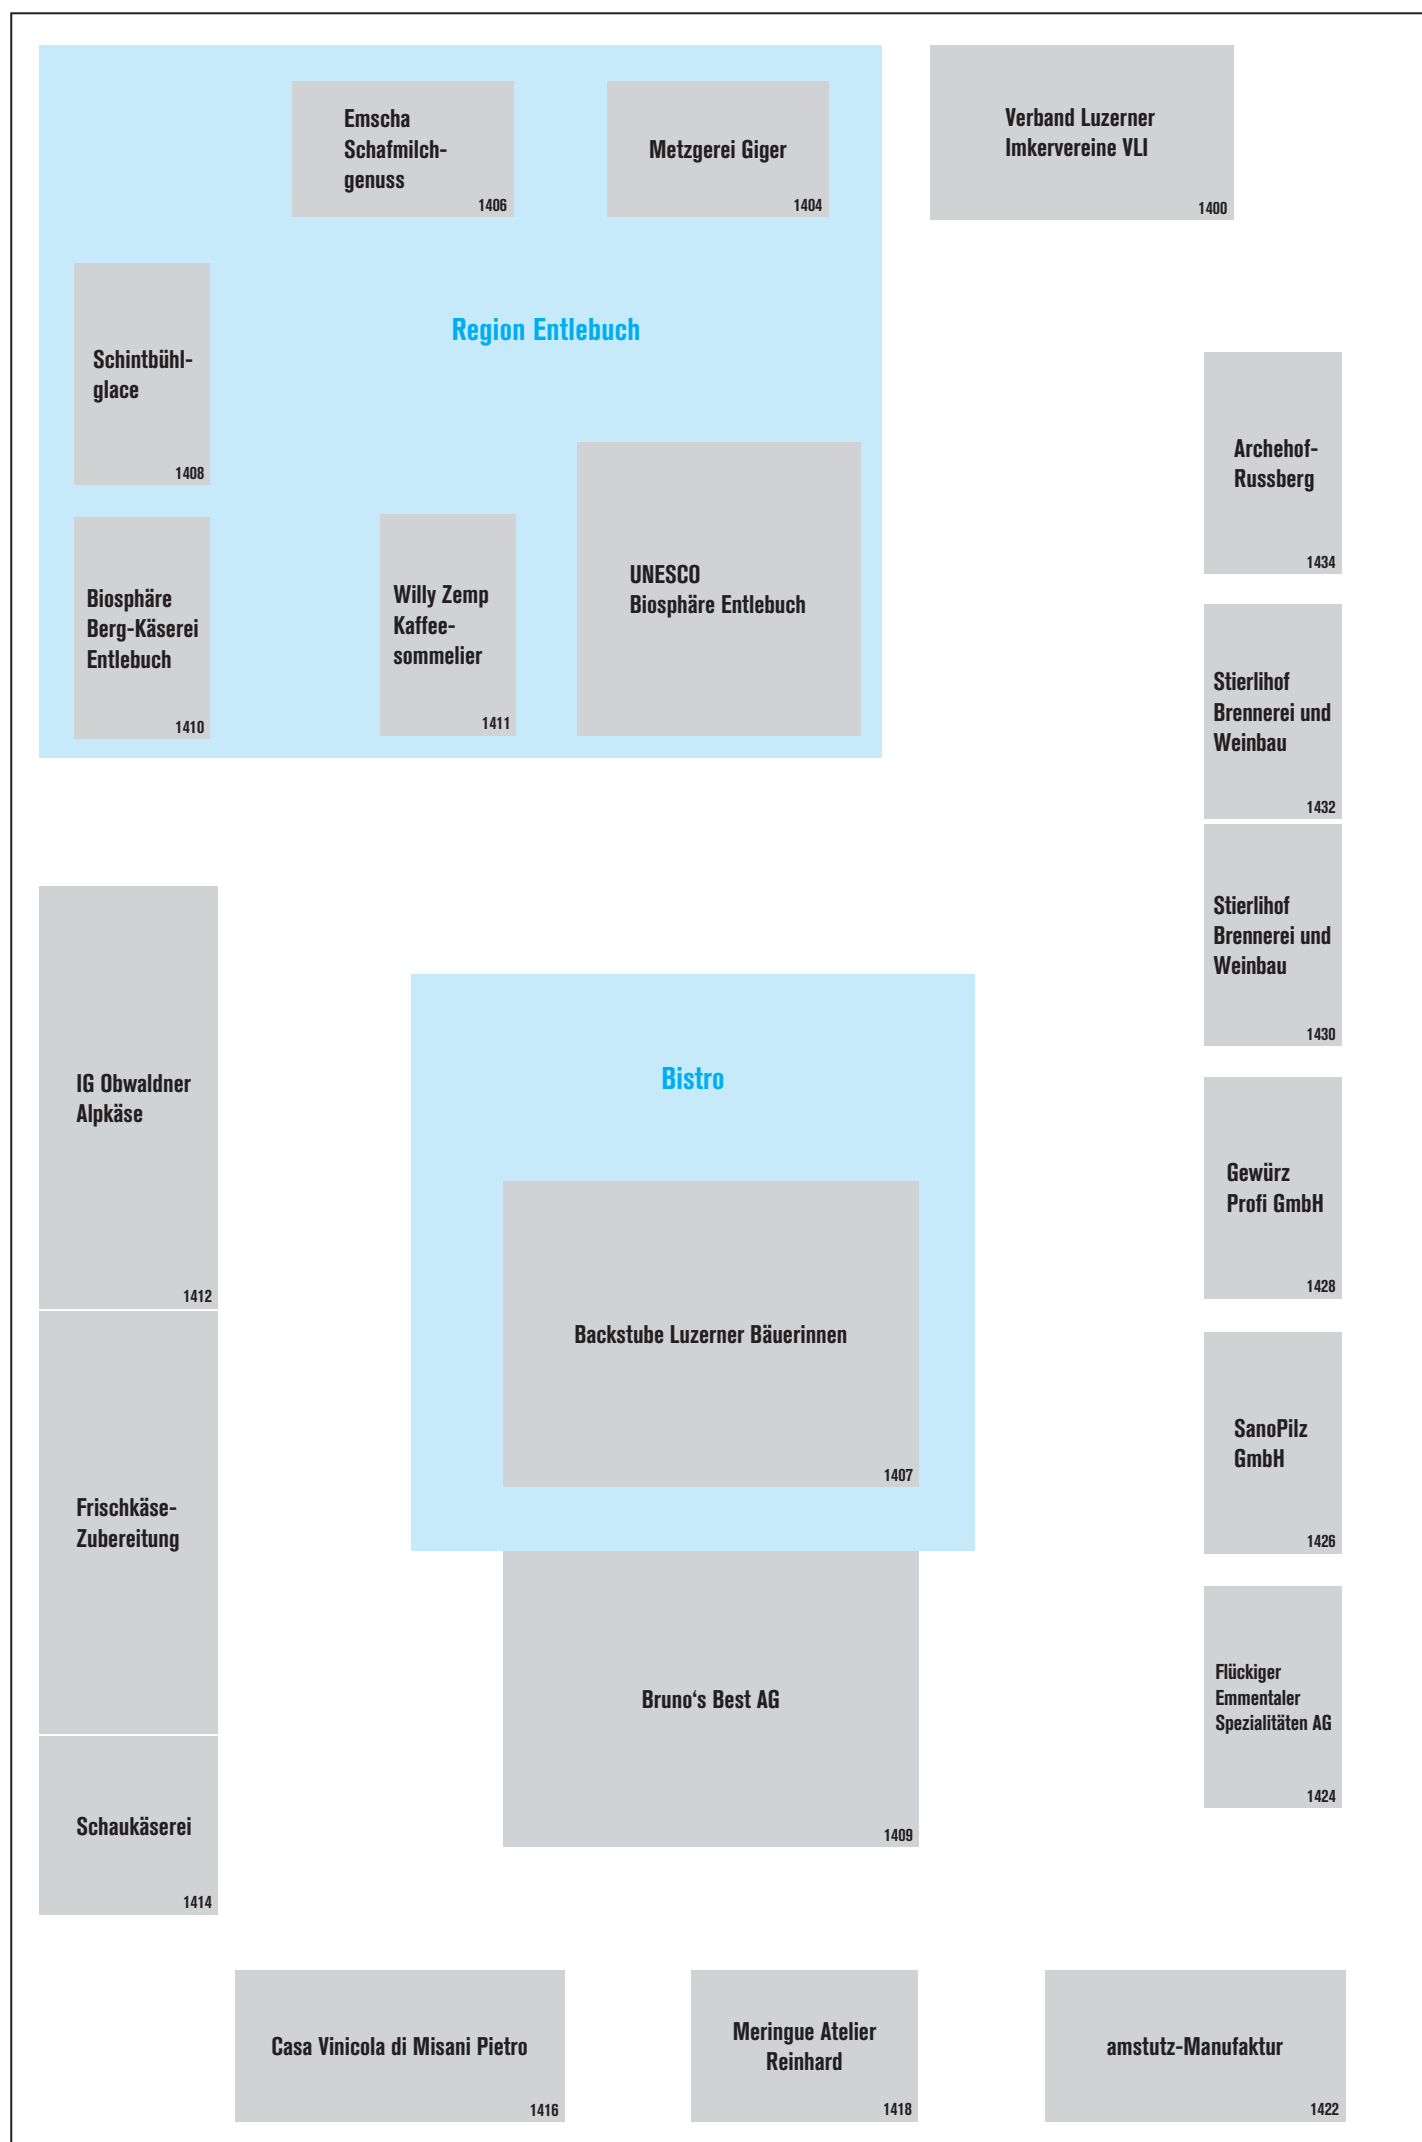 Emscha
Schafmilch-
genuss
1406
Metzgerei Giger
1404
Verband Luzerner
Imkervereine VLI
1400
Region Entlebuch
Schintbühl-
glace
1408
Archehof-
Russberg
1434
Biosphäre
Berg-Käserei
Entlebuch
1410
Willy Zemp
Kaffee-
sommelier
1411
UNESCO
Biosphäre Entlebuch
Stierlihof
Brennerei und
Weinbau
1432
Stierlihof
Brennerei und
Weinbau
1430
IG Obwaldner
Alpkäse
1412
Bistro
Gewürz
Profi GmbH
1428
Backstube Luzerner Bäuerinnen
1407
SanoPilz
GmbH
1426
Frischkäse-
Zubereitung
Bruno‘s Best AG
1409
Flückiger
Emmentaler
Spezialitäten AG
1424
Schaukäserei
1414
Casa Vinicola di Misani Pietro
1416
Meringue Atelier
Reinhard
1418
amstutz-Manufaktur
1422